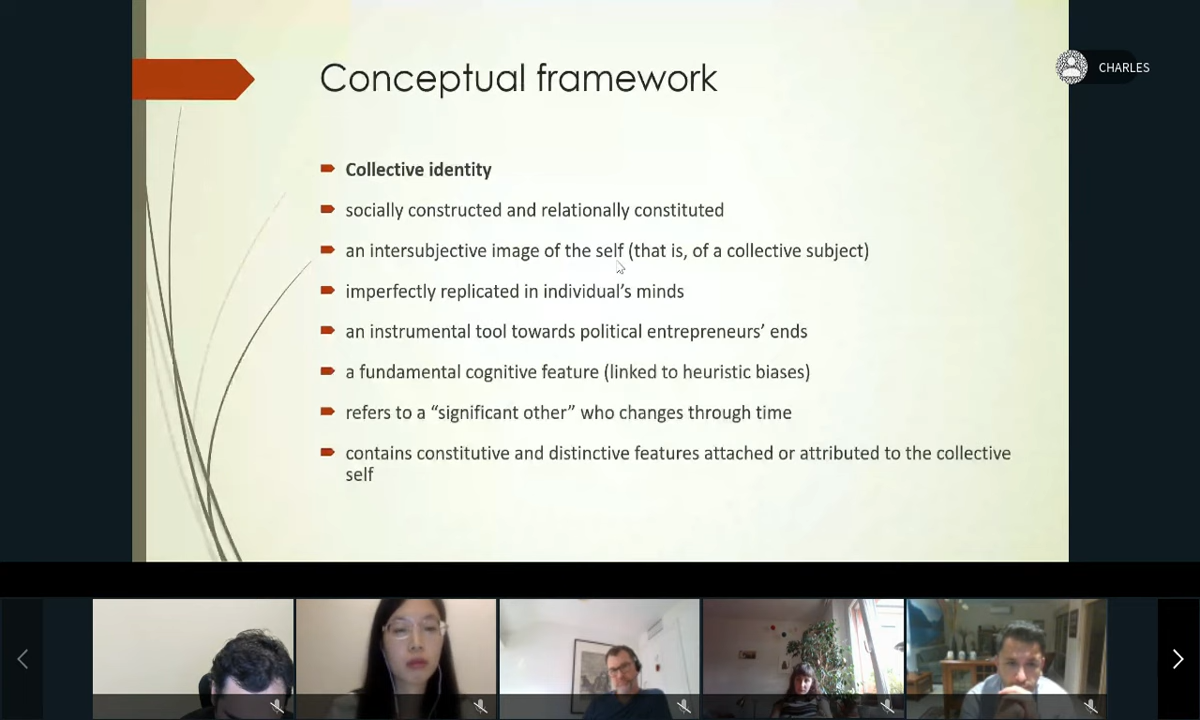 Conceptual framework
CHARLES
Collective identity
socially constructed and relationally constituted
an intersubjective image of the self (that is, of a collective subject)
imperfectly replicated in individual’s minds
an instrumental tool towards political entrepreneurs’ ends
a fundamental cognitive feature (linked to heuristic biases)
refers to a “significant other” who changes through time
contains constitutive and distinctive features attached or attributed to the collective
self